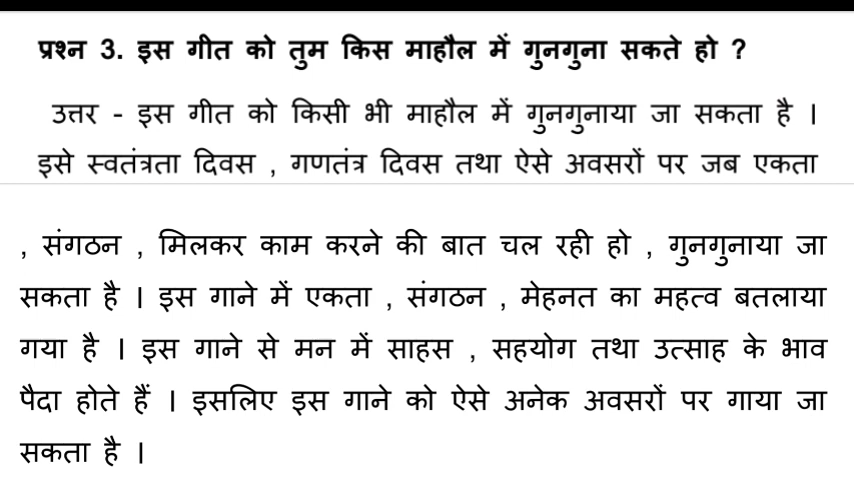 प्रश्न 3. इस गीत को तुम किस माहौल में गुनगुना सकते हो ?
उत्तर - इस गीत को किसी भी माहौल में गुनगुनाया जा सकता है ।
इसे स्वतंत्रता दिवस , गणतंत्र दिवस तथा ऐसे अवसरों पर जब एकता
, संगठन , मिलकर काम करने की बात चल रही हो , गुनगुनाया जा
सकता है । इस गाने में एकता , संगठन , मेहनत का महत्व बतलाया
गया है । इस गाने से मन में साहस , सहयोग तथा उत्साह के भाव
पैदा होते हैं । इसलिए इस गाने को ऐसे अनेक अवसरों पर गाया जा
सकता है ।